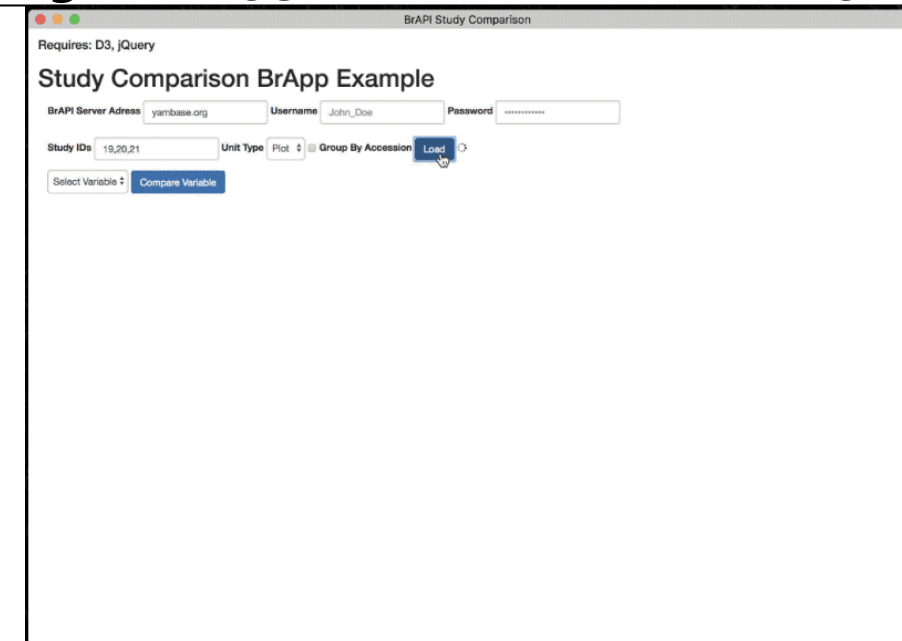 BrAPI Study Comparison
Requires: D3, jQuery
Study Comparison BrApp Example
BrAPI Server Adress yambase.org Username John_Doe Password ••••••••••••
Study IDs 19,20,21 Unit Type Plot Group By Accession Load
Select Variable Compare Variable